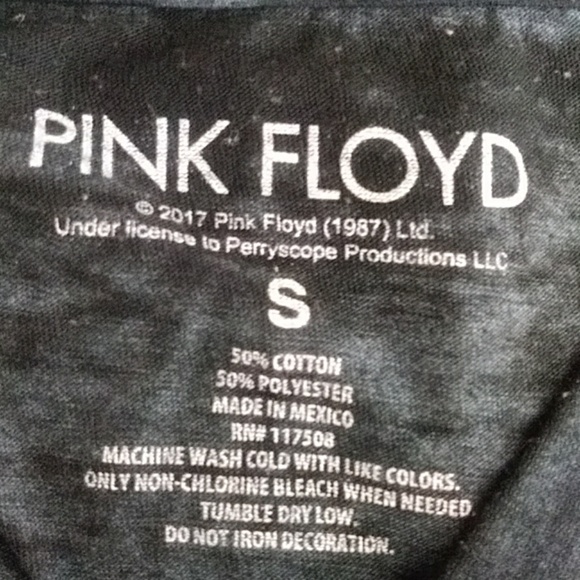 PINK FLOYD
© 2017 Pink Floyd (1987) Ltd.
Under license to Perryscope Productions LLC
S
50% COTTON
50% POLYESTER
MADE IN MEXICO
RN# 117508
MACHINE WASH COLD WITH LIKE COLORS.
ONLY NON-CHLORINE BLEACH WHEN NEEDED.
TUMBLE DRY LOW.
DO NOT IRON DECORATION.